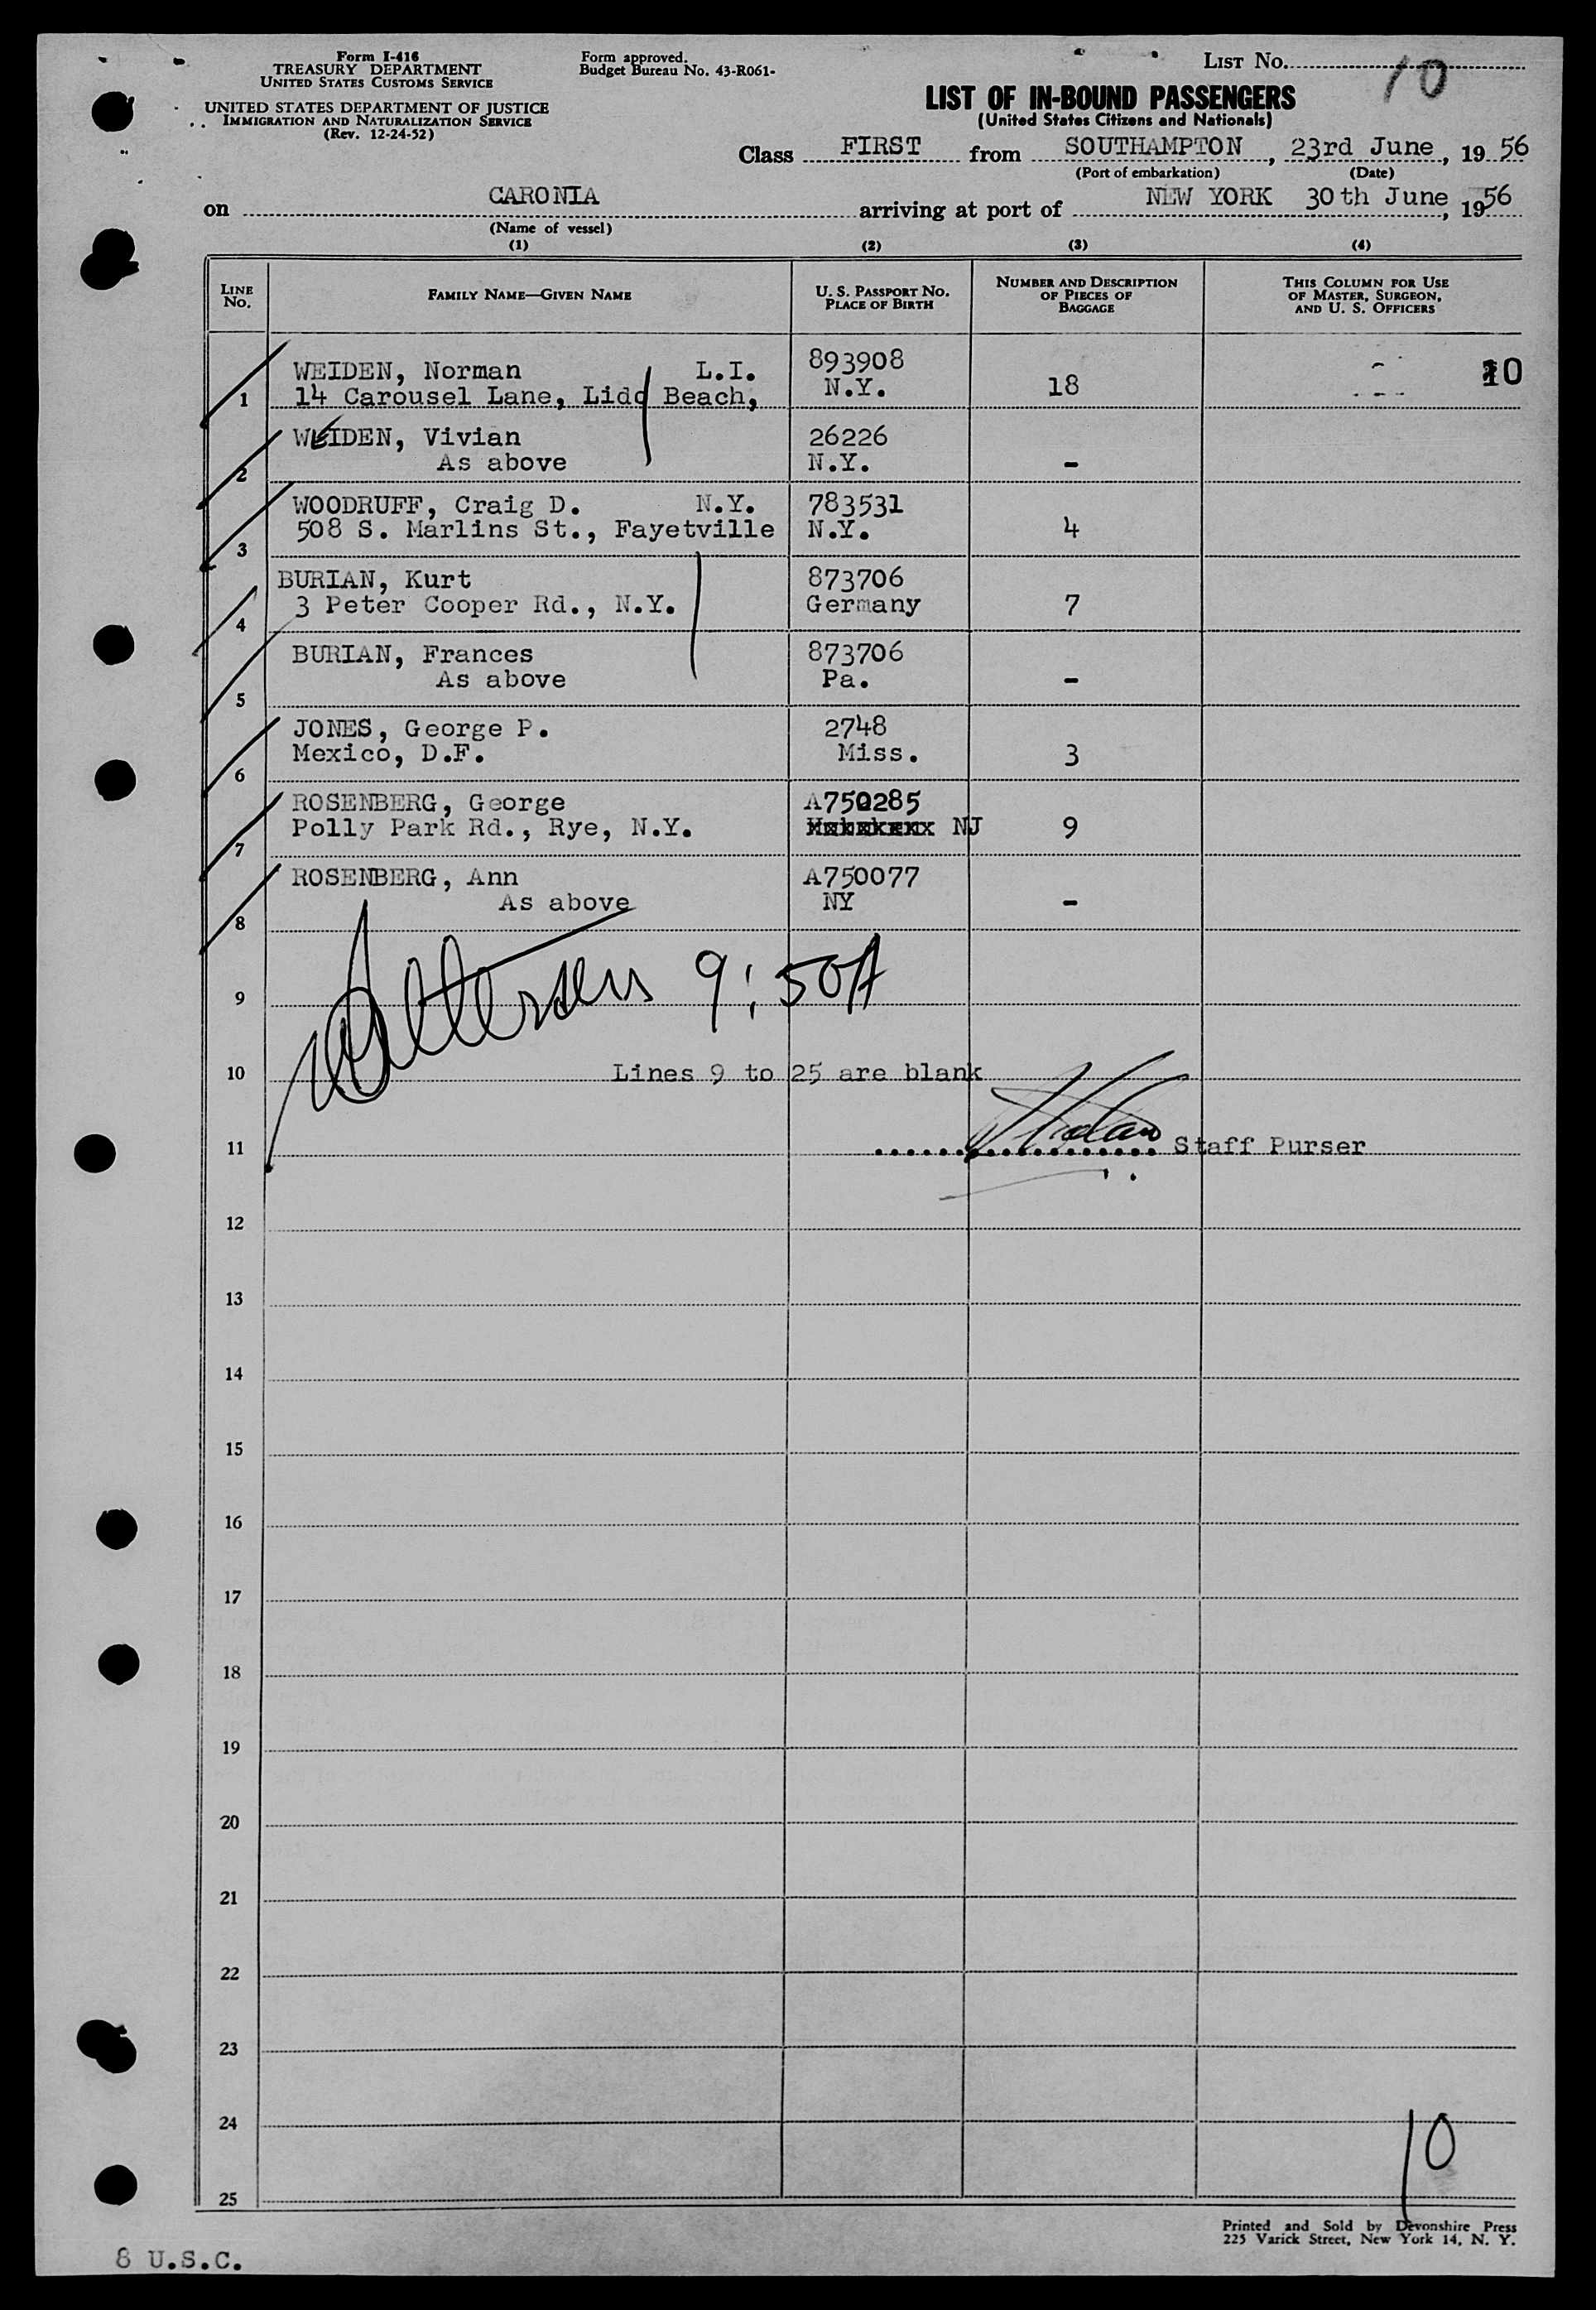 Form I-416
TREASURY DEPARTMENT
UNITED STATES CUSTOMS SERVICE
UNITED STATES DEPARTMENT OF JUSTICE
IMMIGRATION AND NATURALIZATION SERVICE
(Rev. 12-24-52)
Form approved.
Budget Bureau No. 43-R061-
LIST No. 10
LIST OF IN-BOUND PASSENGERS
(United States Citizens and Nationals)
Class FIRST from SOUTHAMPTON, 23rd June, 19 56
(Port of embarkation) (Date)
on CARONIA arriving at port of NEW YORK 30th June, 1956
(Name of vessel)
(1) (2) (3) (4)
LINE No. FAMILY NAME—GIVEN NAME U. S. PASSPORT NO. PLACE OF BIRTH NUMBER AND DESCRIPTION OF PIECES OF BAGGAGE THIS COLUMN FOR USE OF MASTER, SURGEON, AND U. S. OFFICERS
WEIDEN, Norman L.I. 893908 10
1 14 Carousel Lane, Lido Beach, N.Y. 18
WEIDEN, Vivian 26226
2 As above N.Y. -
WOODRUFF, Craig D. N.Y. 783531
3 508 S. Marlins St., Fayetville N.Y. 4
BURIAN, Kurt 873706
4 3 Peter Cooper Rd., N.Y. Germany 7
BURIAN, Frances 873706
5 As above Pa. -
JONES, George P. 2748
6 Mexico, D.F. Miss. 3
ROSENBERG, George A750285
7 Polly Park Rd., Rye, N.Y. NJ 9
ROSENBERG, Ann A750077
8 As above NY -
9 9:50A
10 Lines 9 to 25 are blank
11 Staff Purser
12
13
14
15
16
17
18
19
20
21
22
23
24
10
25
Printed and Sold by Devonshire Press
225 Varick Street, New York 14, N. Y.
8 U.S.C.